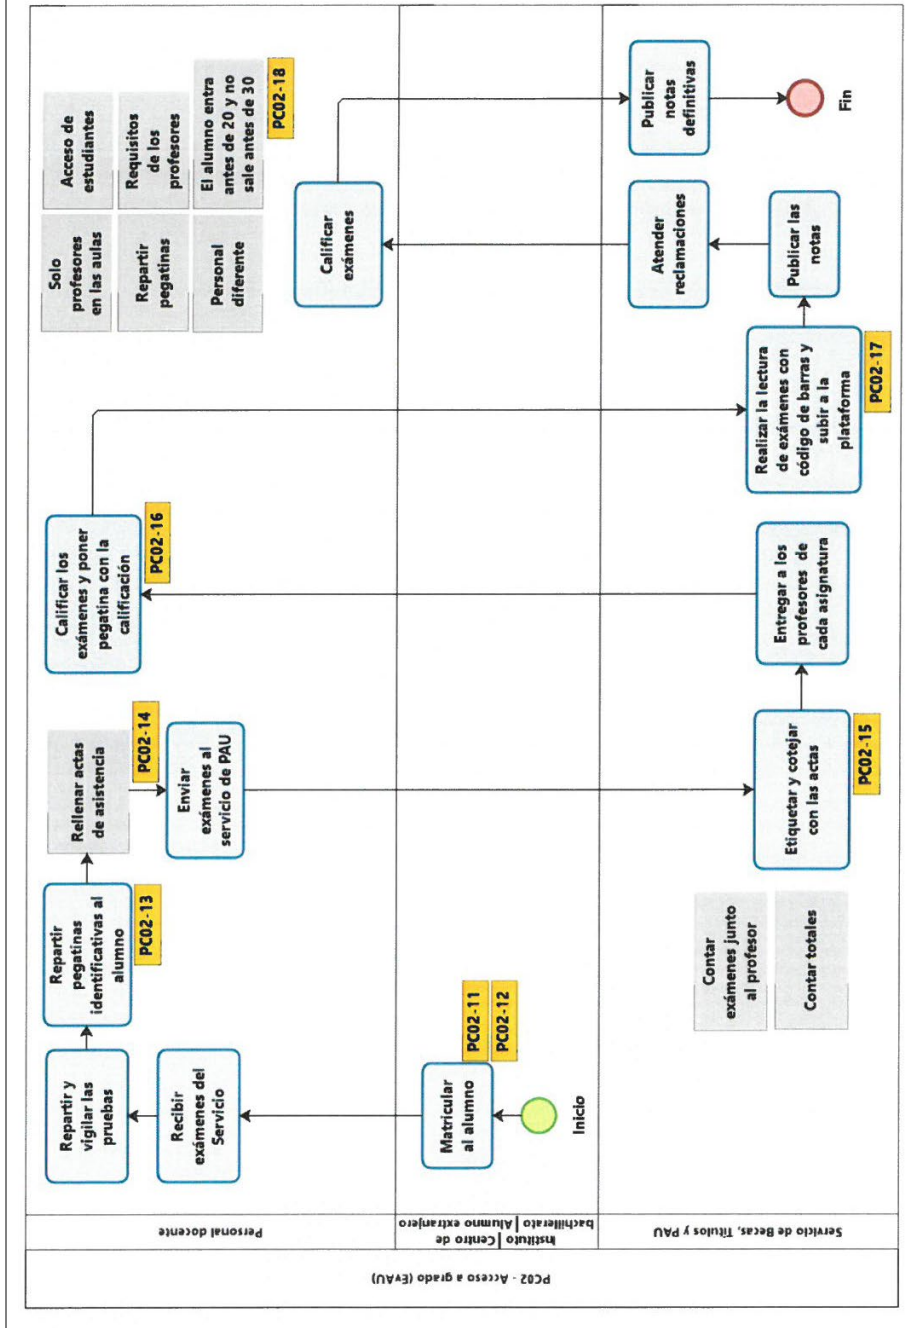 PC02 - Acceso a grado (EvAU)
Personal docente
Instituto | Centro de
bachillerato | Alumno extranjero
Servicio de Becas, Títulos y PAU
Inicio
Matricular
al alumno
PC02-11
PC02-12
Recibir
exámenes del
Servicio
Repartir y
vigilar las
pruebas
Repartir
pegatinas
identificativas al
alumno
PC02-13
Rellenar actas
de asistencia
PC02-14
Enviar
exámenes al
servicio de PAU
Contar
exámenes junto
al profesor
Contar totales
Etiquetar y cotejar
con las actas
PC02-15
Entregar a los
profesores de
cada asignatura
Calificar los
exámenes y poner
pegatina con la
calificación
PC02-16
Realizar la lectura
de exámenes con
código de barras y
subir a la
plataforma
PC02-17
Publicar las
notas
Atender
reclamaciones
Calificar
exámenes
Publicar
notas
definitivas
Fin
Solo
profesores
en las aulas
Acceso de
estudiantes
Repartir
pegatinas
Requisitos
de los
profesores
Personal
diferente
El alumno entra
antes de 20 y no
sale antes de 30
PC02-18